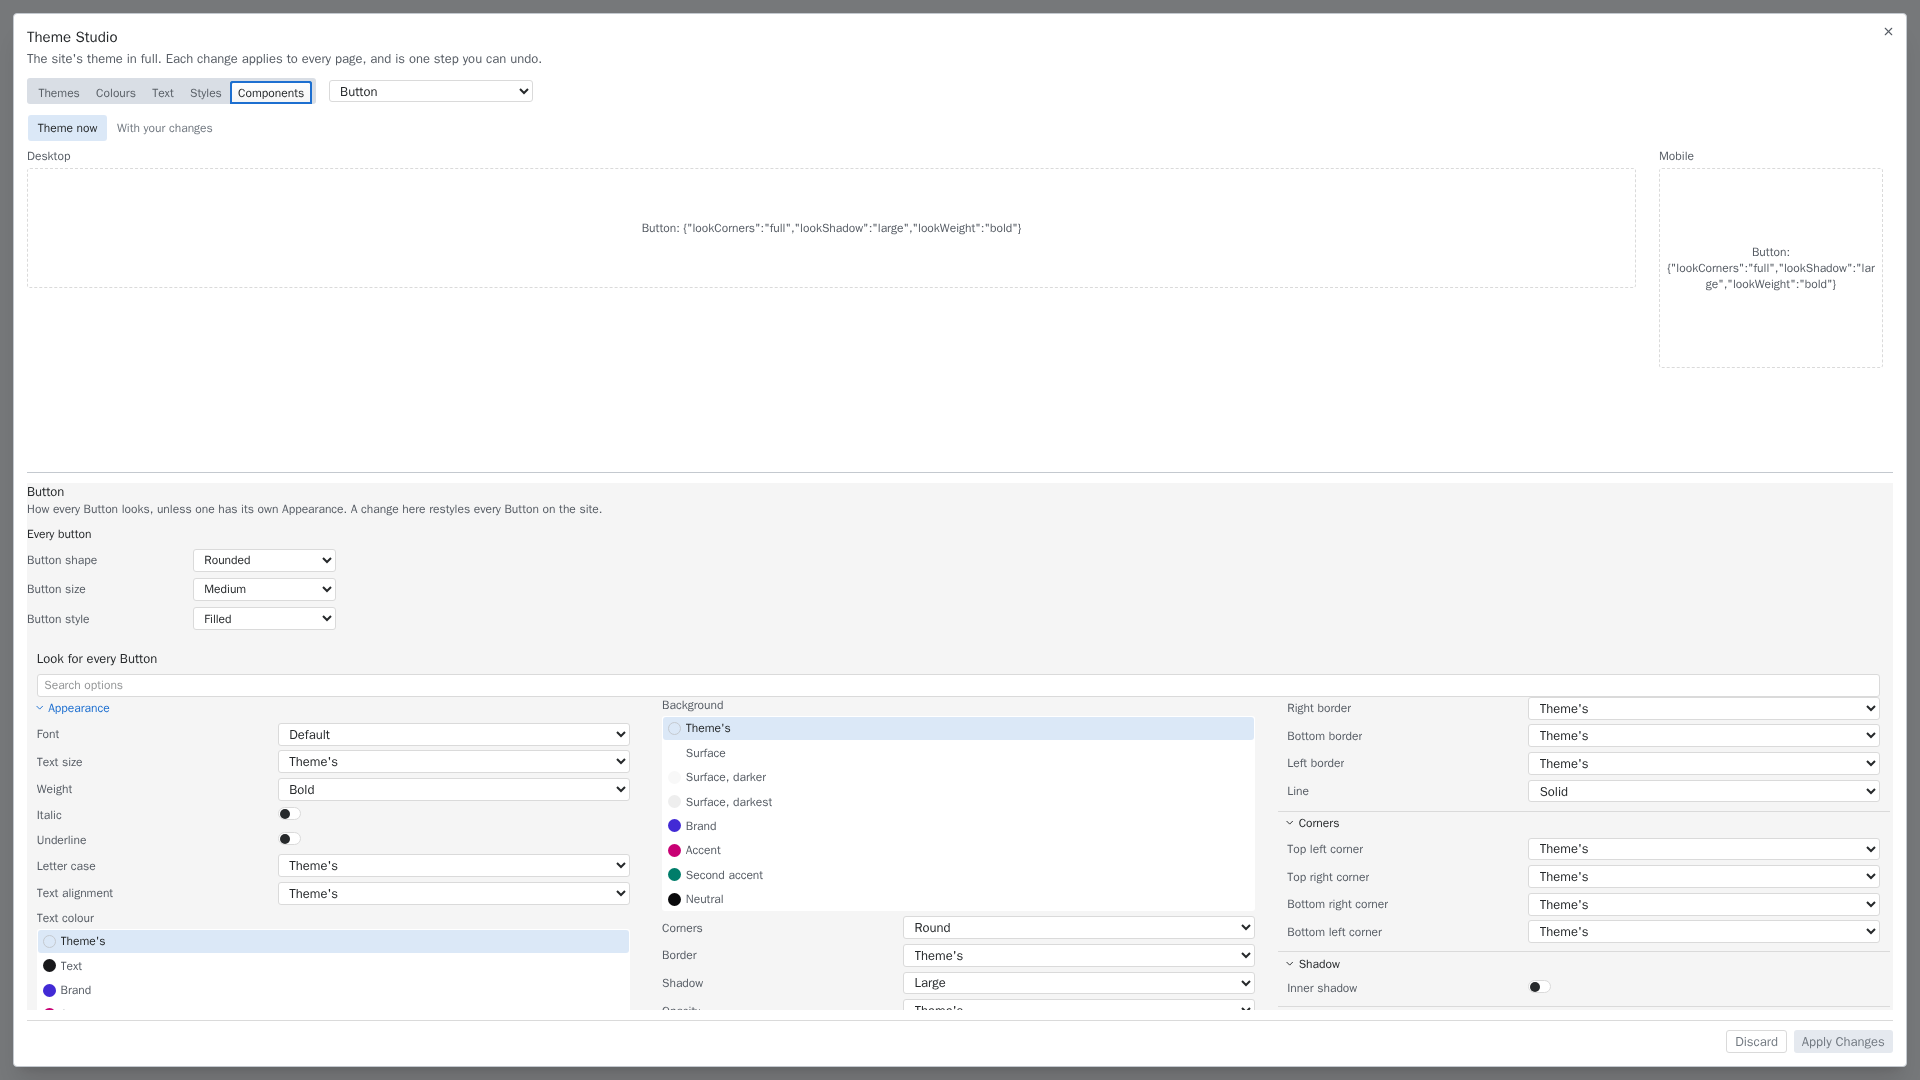 Theme Studio
×
The site's theme in full. Each change applies to every page, and is one step you can undo.
Themes Colours Text Styles Components Button
Theme now With your changes
Desktop
Mobile
Button: {"lookCorners":"full","lookShadow":"large","lookWeight":"bold"}
Button:
{"lookCorners":"full","lookShadow":"lar
ge","lookWeight":"bold"}
Button
How every Button looks, unless one has its own Appearance. A change here restyles every Button on the site.
Every button
Button shape Rounded
Button size Medium
Button style Filled
Look for every Button
Search options
Appearance
Font Default
Text size Theme's
Weight Bold
Italic
Underline
Letter case Theme's
Text alignment Theme's
Text colour
Theme's
Text
Brand
Background
Theme's
Surface
Surface, darker
Surface, darkest
Brand
Accent
Second accent
Neutral
Corners Round
Border Theme's
Shadow Large
Opacity Theme's
Right border Theme's
Bottom border Theme's
Left border Theme's
Line Solid
Corners
Top left corner Theme's
Top right corner Theme's
Bottom right corner Theme's
Bottom left corner Theme's
Shadow
Inner shadow
Discard Apply Changes